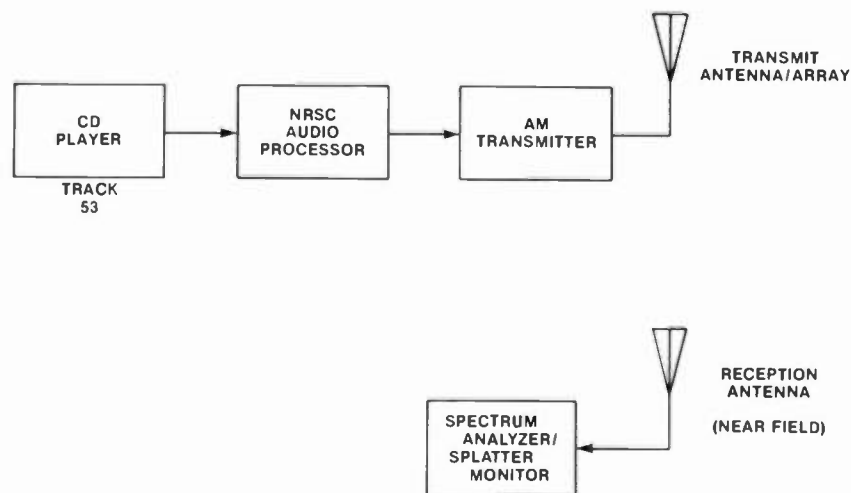 TRANSMIT
ANTENNA/ARRAY
CD
PLAYER
NRSC
AUDIO
PROCESSOR
AM
TRANSMITTER
TRACK
53
RECEPTION
ANTENNA
(NEAR FIELD)
SPECTRUM
ANALYZER/
SPLATTER
MONITOR